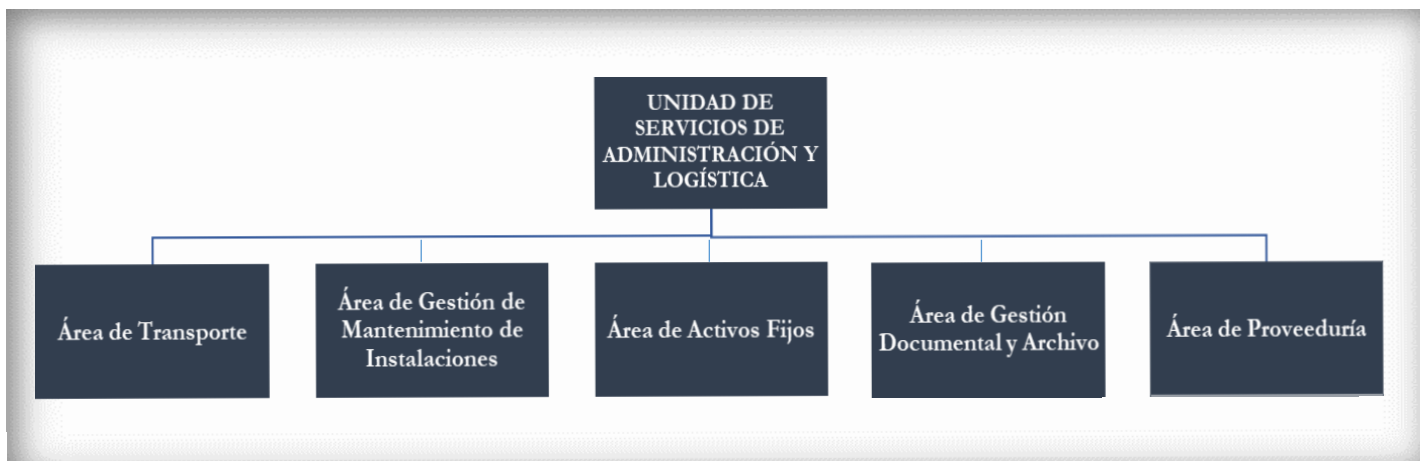 UNIDAD DE
SERVICIOS DE
ADMINISTRACIÓN Y
LOGÍSTICA
Área de Transporte
Área de Gestión de
Mantenimiento de
Instalaciones
Área de Activos Fijos
Área de Gestión
Documental y Archivo
Área de Proveeduría